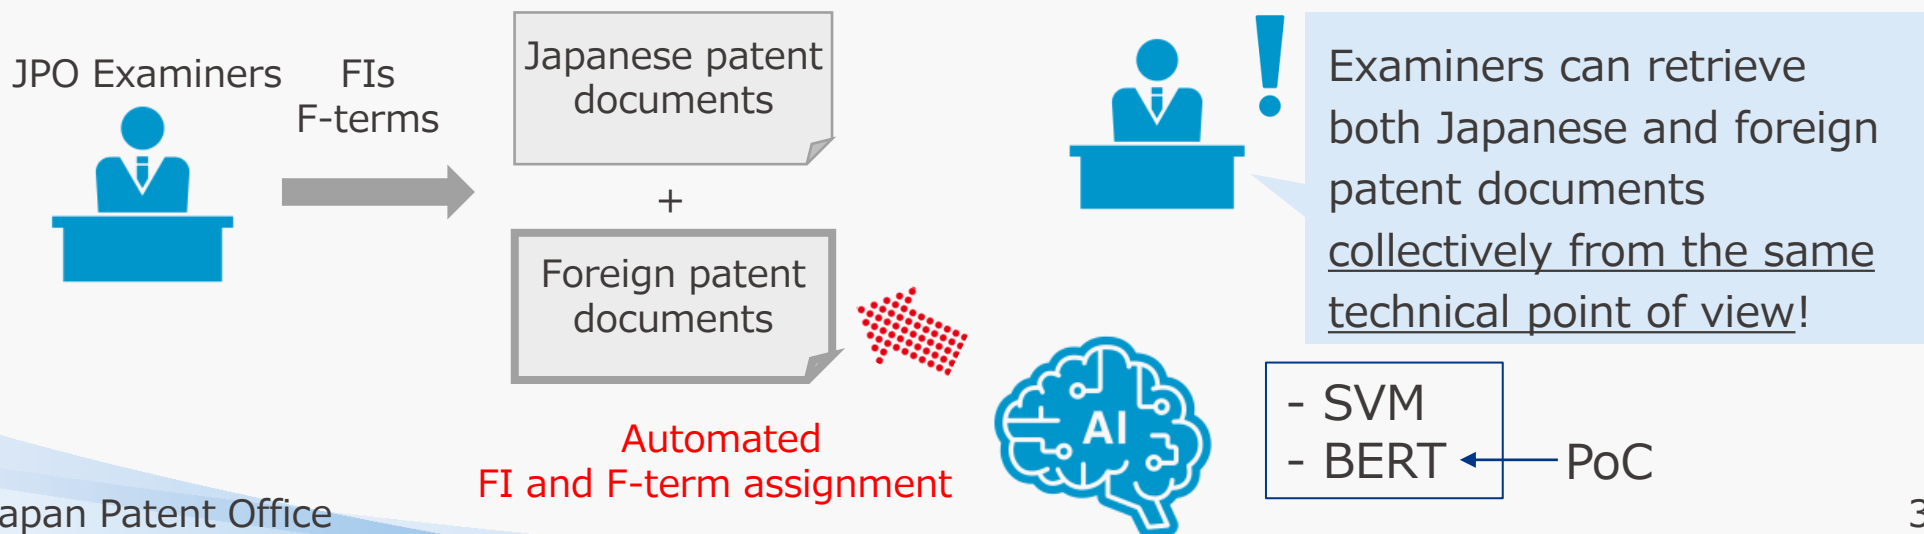 JPO Examiners
FIs
F-terms
Japanese patent
documents
+
Foreign patent
documents
Automated
FI and F-term assignment
AI
Examiners can retrieve
both Japanese and foreign
patent documents
collectively from the same
technical point of view!
- SVM
- BERT
PoC
apan Patent Office
3